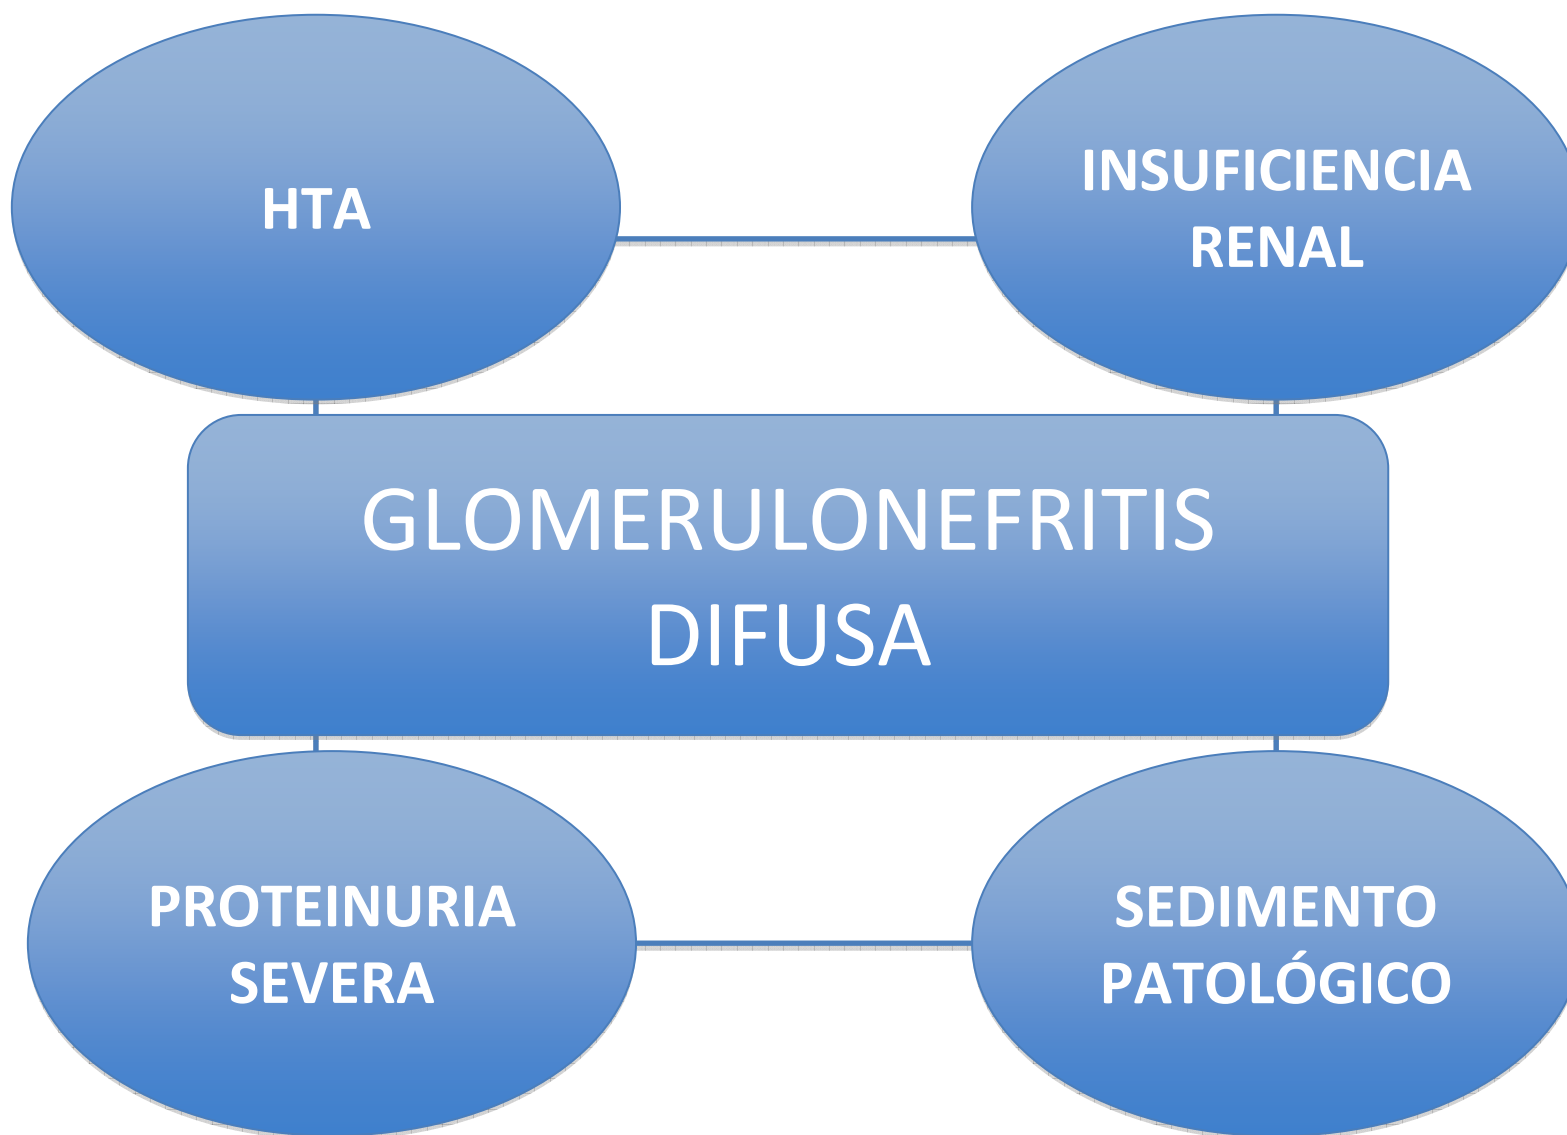 HTA
INSUFICIENCIA
RENAL
GLOMERULONEFRITIS
DIFUSA
PROTEINURIA
SEVERA
SEDIMENTO
PATOLÓGICO